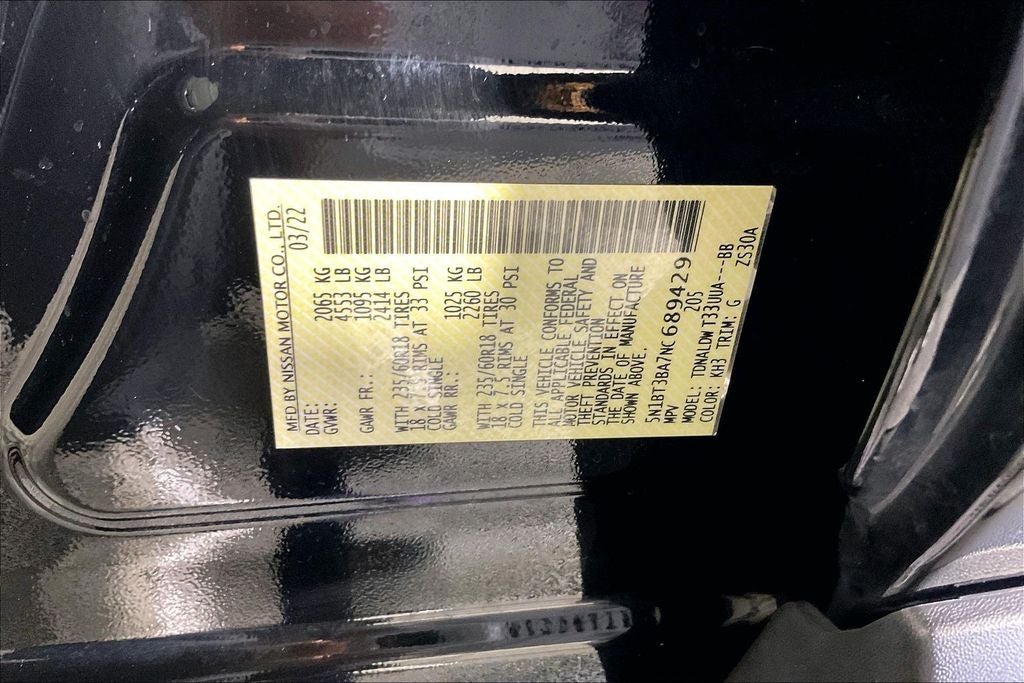 MFD BY NISSAN MOTOR CO., LTD.
DATE: 03/22
GVWR: 2065 KG
4553 LB
GAWR FR.: 1095 KG
2414 LB
WITH 235/60R18 TIRES
18 X 7.5 RIMS AT 33 PSI
COLD SINGLE
GAWR RR.: 1025 KG
2260 LB
WITH 235/60R18 TIRES
18 X 7.5 RIMS AT 30 PSI
COLD SINGLE
THIS VEHICLE CONFORMS TO
ALL APPLICABLE FEDERAL
MOTOR VEHICLE SAFETY AND
THEFT PREVENTION
STANDARDS IN EFFECT ON
THE DATE OF MANUFACTURE
SHOWN ABOVE.
5N1BT3BA7NC689429
MPV 205
MODEL: TDNALDWT33UUA---BB
COLOR: KH3 TRIM: G ZS30A